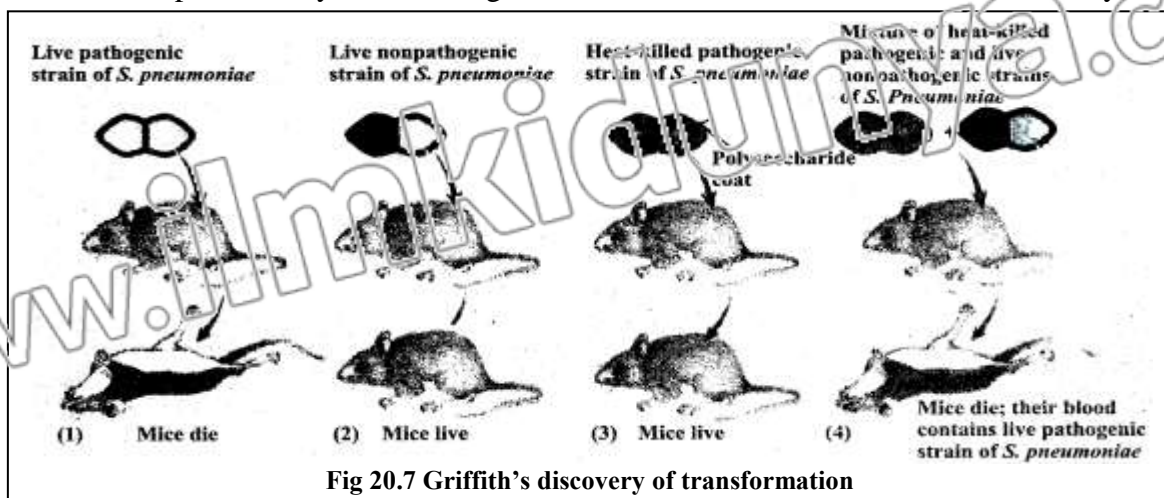 Live pathogenic
strain of S. pneumoniae
Live nonpathogenic
strain of S. pneumoniae
Heat-killed pathogenic
strain of S. pneumoniae
Mixture of heat-killed
pathogenic and live
nonpathogenic strains
of S. Pneumoniae
+
Polysaccharide
coat
(1) Mice die
(2) Mice live
(3) Mice live
(4) Mice die; their blood
contains live pathogenic
strain of S. pneumoniae
Fig 20.7 Griffith's discovery of transformation
www.ilmkidunya.c